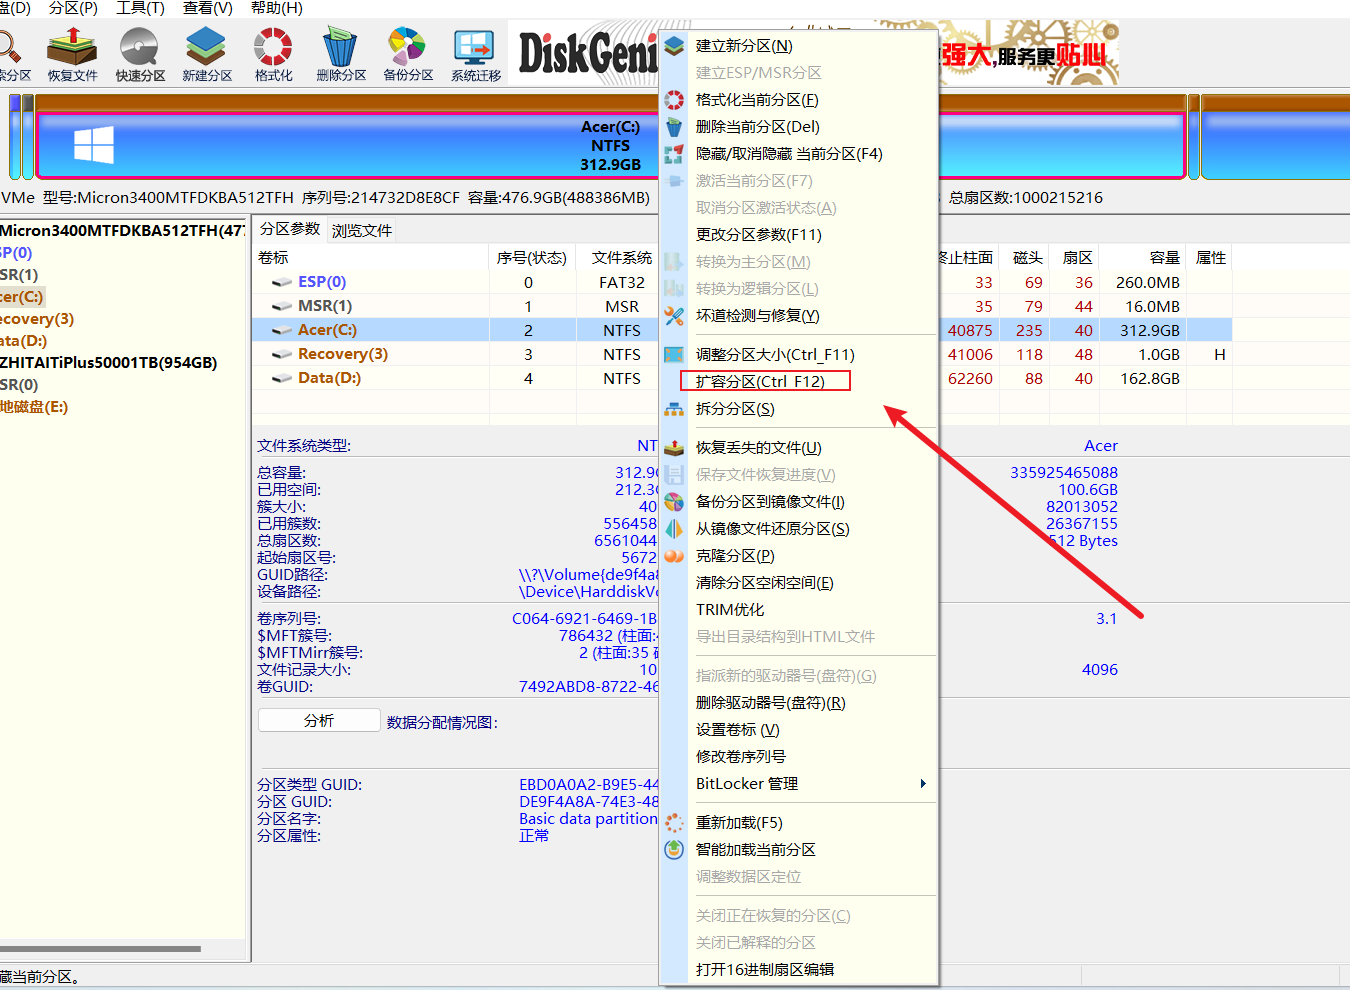 盘(D) 分区(P) 工具(T) 查看(V) 帮助(H)
索分区 恢复文件 快速分区 新建分区 格式化 删除分区 备份分区 系统迁移
DiskGeni
强大,服务更贴心
Acer(C:)
NTFS
312.9GB
VMe 型号:Micron3400MTFDKBA512TFH 序列号:214732D8E8CF 容量:476.9GB(488386MB) 总扇区数:1000215216
Micron3400MTFDKBA512TFH(477
SP(0)
SR(1)
cer(C:)
ecovery(3)
ata(D:)
ZHITAITiPlus50001TB(954GB)
SR(0)
地磁盘(E:)
分区参数 浏览文件
卷标 序号(状态) 文件系统 终止柱面 磁头 扇区 容量 属性
ESP(0) 0 FAT32 33 69 36 260.0MB
MSR(1) 1 MSR 35 79 44 16.0MB
Acer(C:) 2 NTFS 40875 235 40 312.9GB
Recovery(3) 3 NTFS 41006 118 48 1.0GB H
Data(D:) 4 NTFS 62260 88 40 162.8GB
文件系统类型: NT Acer
总容量: 312.9G 335925465088
已用空间: 212.3G 100.6GB
簇大小: 40 82013052
已用簇数: 556458 26367155
总扇区数: 6561044 512 Bytes
起始扇区号: 5672
GUID路径: \\?\Volume{de9f4a8
设备路径: \Device\HarddiskVo
卷序列号: C064-6921-6469-1B 3.1
$MFT簇号: 786432 (柱面:4
$MFTMirr簇号: 2 (柱面:35 磁
文件记录大小: 10 4096
卷GUID: 7492ABD8-8722-46
分析 数据分配情况图:
分区类型 GUID: EBD0A0A2-B9E5-44
分区 GUID: DE9F4A8A-74E3-48
分区名字: Basic data partition
分区属性: 正常
藏当前分区。
建立新分区(N)
建立ESP/MSR分区
格式化当前分区(F)
删除当前分区(Del)
隐藏/取消隐藏 当前分区(F4)
激活当前分区(F7)
取消分区激活状态(A)
更改分区参数(F11)
转换为主分区(M)
转换为逻辑分区(L)
坏道检测与修复(Y)
调整分区大小(Ctrl_F11)
扩容分区(Ctrl_F12)
拆分分区(S)
恢复丢失的文件(U)
保存文件恢复进度(V)
备份分区到镜像文件(I)
从镜像文件还原分区(S)
克隆分区(P)
清除分区空闲空间(E)
TRIM优化
导出目录结构到HTML文件
指派新的驱动器号(盘符)(G)
删除驱动器号(盘符)(R)
设置卷标 (V)
修改卷序列号
BitLocker 管理
重新加载(F5)
智能加载当前分区
调整数据区定位
关闭正在恢复的分区(C)
关闭已解释的分区
打开16进制扇区编辑